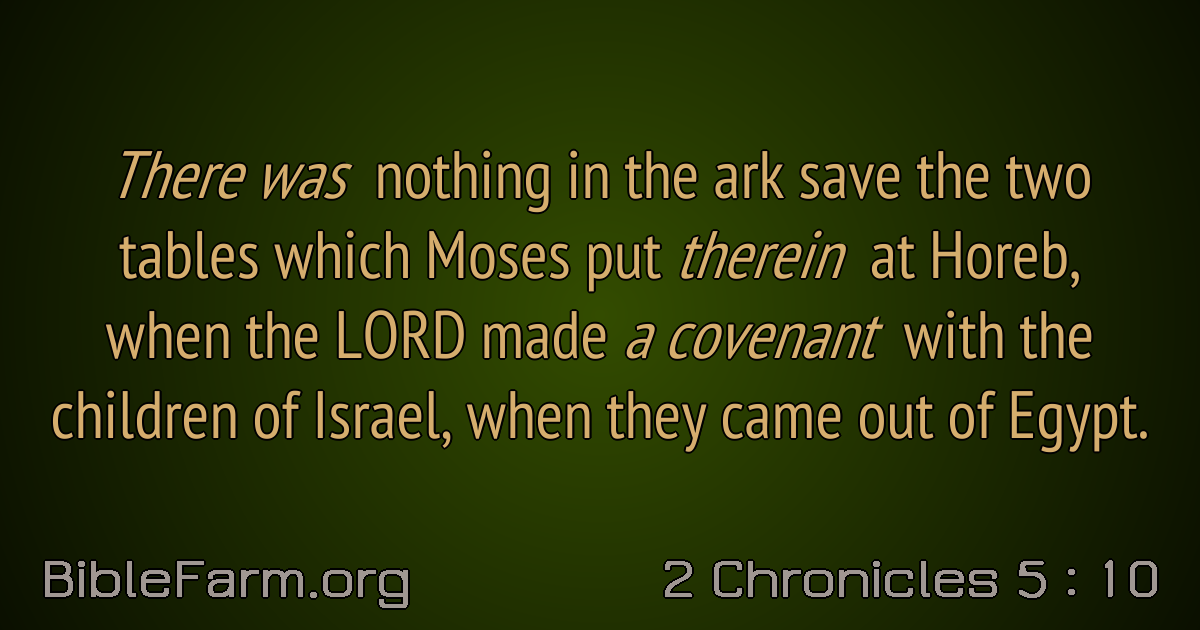 There was nothing in the ark save the two
tables which Moses put therein at Horeb,
when the LORD made a covenant with the
children of Israel, when they came out of Egypt.
BibleFarm.org
2 Chronicles 5 : 10